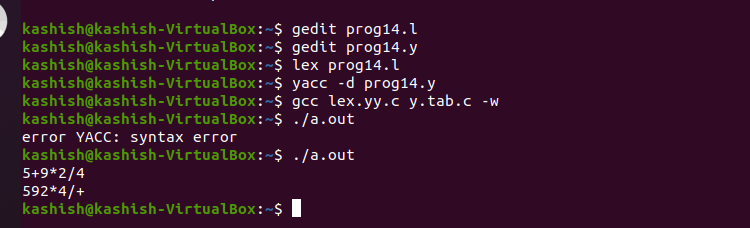 kashish@kashish-VirtualBox:~$ gedit prog14.l
kashish@kashish-VirtualBox:~$ gedit prog14.y
kashish@kashish-VirtualBox:~$ lex prog14.l
kashish@kashish-VirtualBox:~$ yacc -d prog14.y
kashish@kashish-VirtualBox:~$ gcc lex.yy.c y.tab.c -w
kashish@kashish-VirtualBox:~$ ./a.out
error YACC: syntax error
kashish@kashish-VirtualBox:~$ ./a.out
5+9*2/4
592*4/+
kashish@kashish-VirtualBox:~$